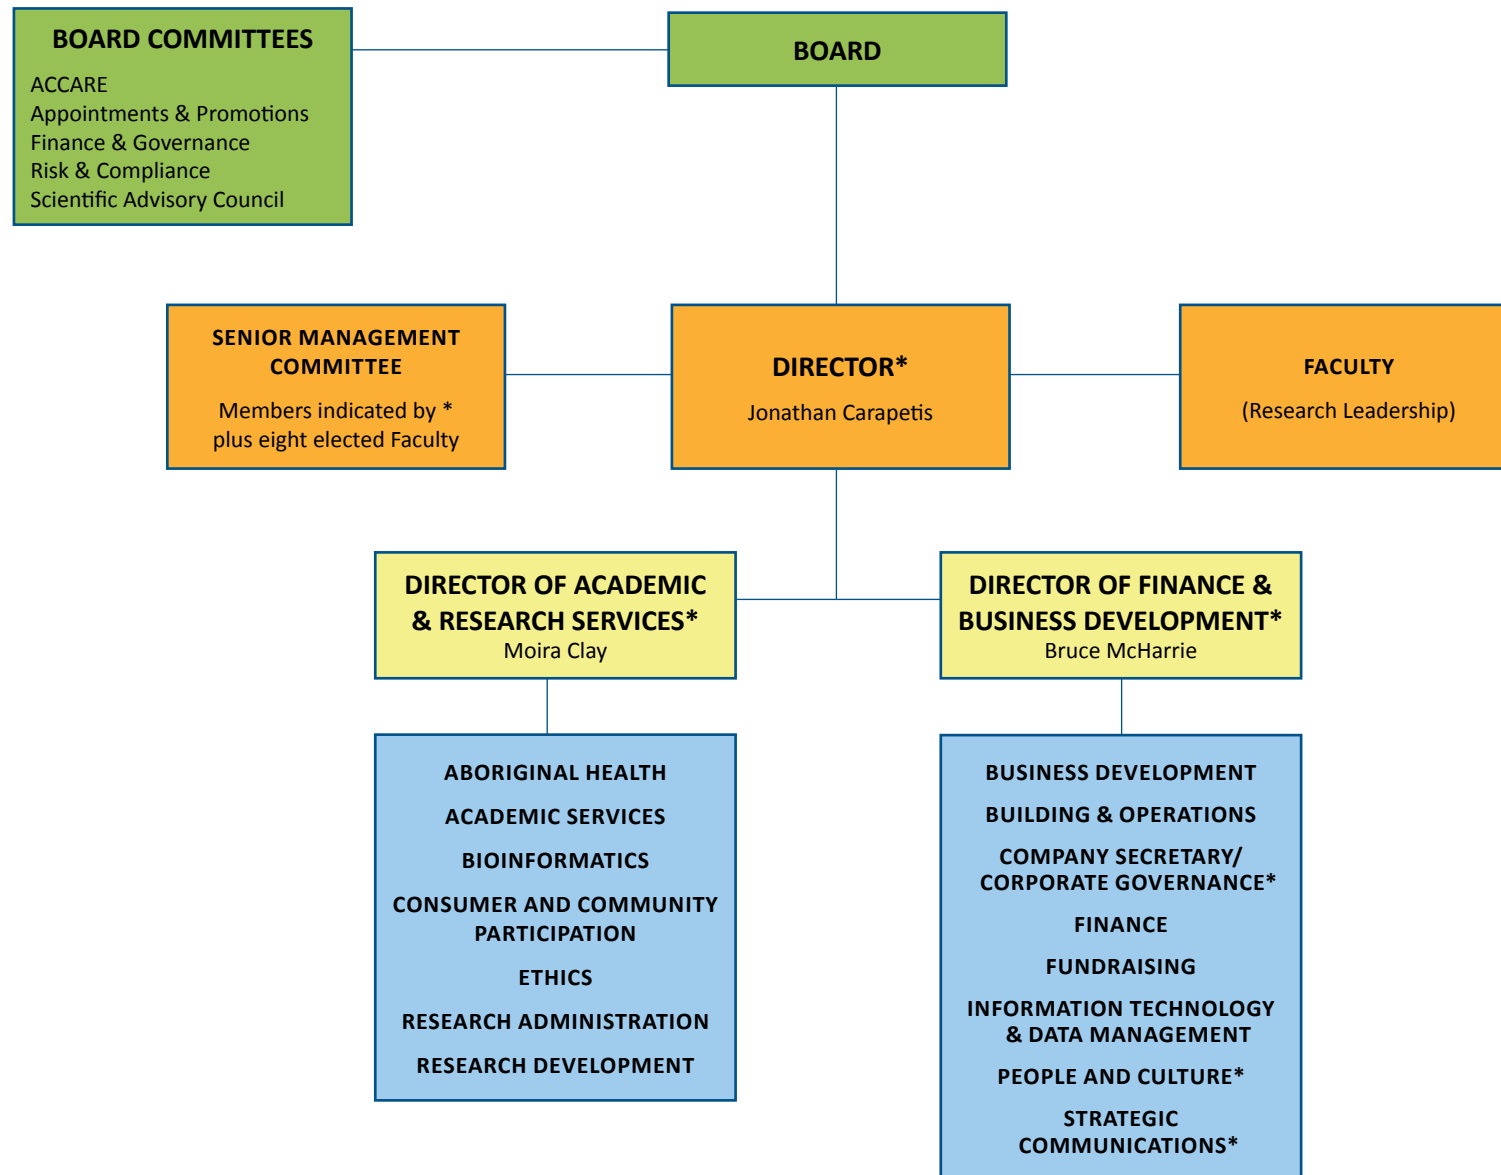 BOARD COMMITTEES
ACCARE
Appointments & Promotions
Finance & Governance
Risk & Compliance
Scientific Advisory Council
BOARD
SENIOR MANAGEMENT
COMMITTEE
Members indicated by *
plus eight elected Faculty
DIRECTOR*
Jonathan Carapetis
FACULTY
(Research Leadership)
DIRECTOR OF ACADEMIC
& RESEARCH SERVICES*
Moira Clay
DIRECTOR OF FINANCE &
BUSINESS DEVELOPMENT*
Bruce McHarrie
ABORIGINAL HEALTH
ACADEMIC SERVICES
BIOINFORMATICS
CONSUMER AND COMMUNITY
PARTICIPATION
ETHICS
RESEARCH ADMINISTRATION
RESEARCH DEVELOPMENT
BUSINESS DEVELOPMENT
BUILDING & OPERATIONS
COMPANY SECRETARY/
CORPORATE GOVERNANCE*
FINANCE
FUNDRAISING
INFORMATION TECHNOLOGY
& DATA MANAGEMENT
PEOPLE AND CULTURE*
STRATEGIC
COMMUNICATIONS*